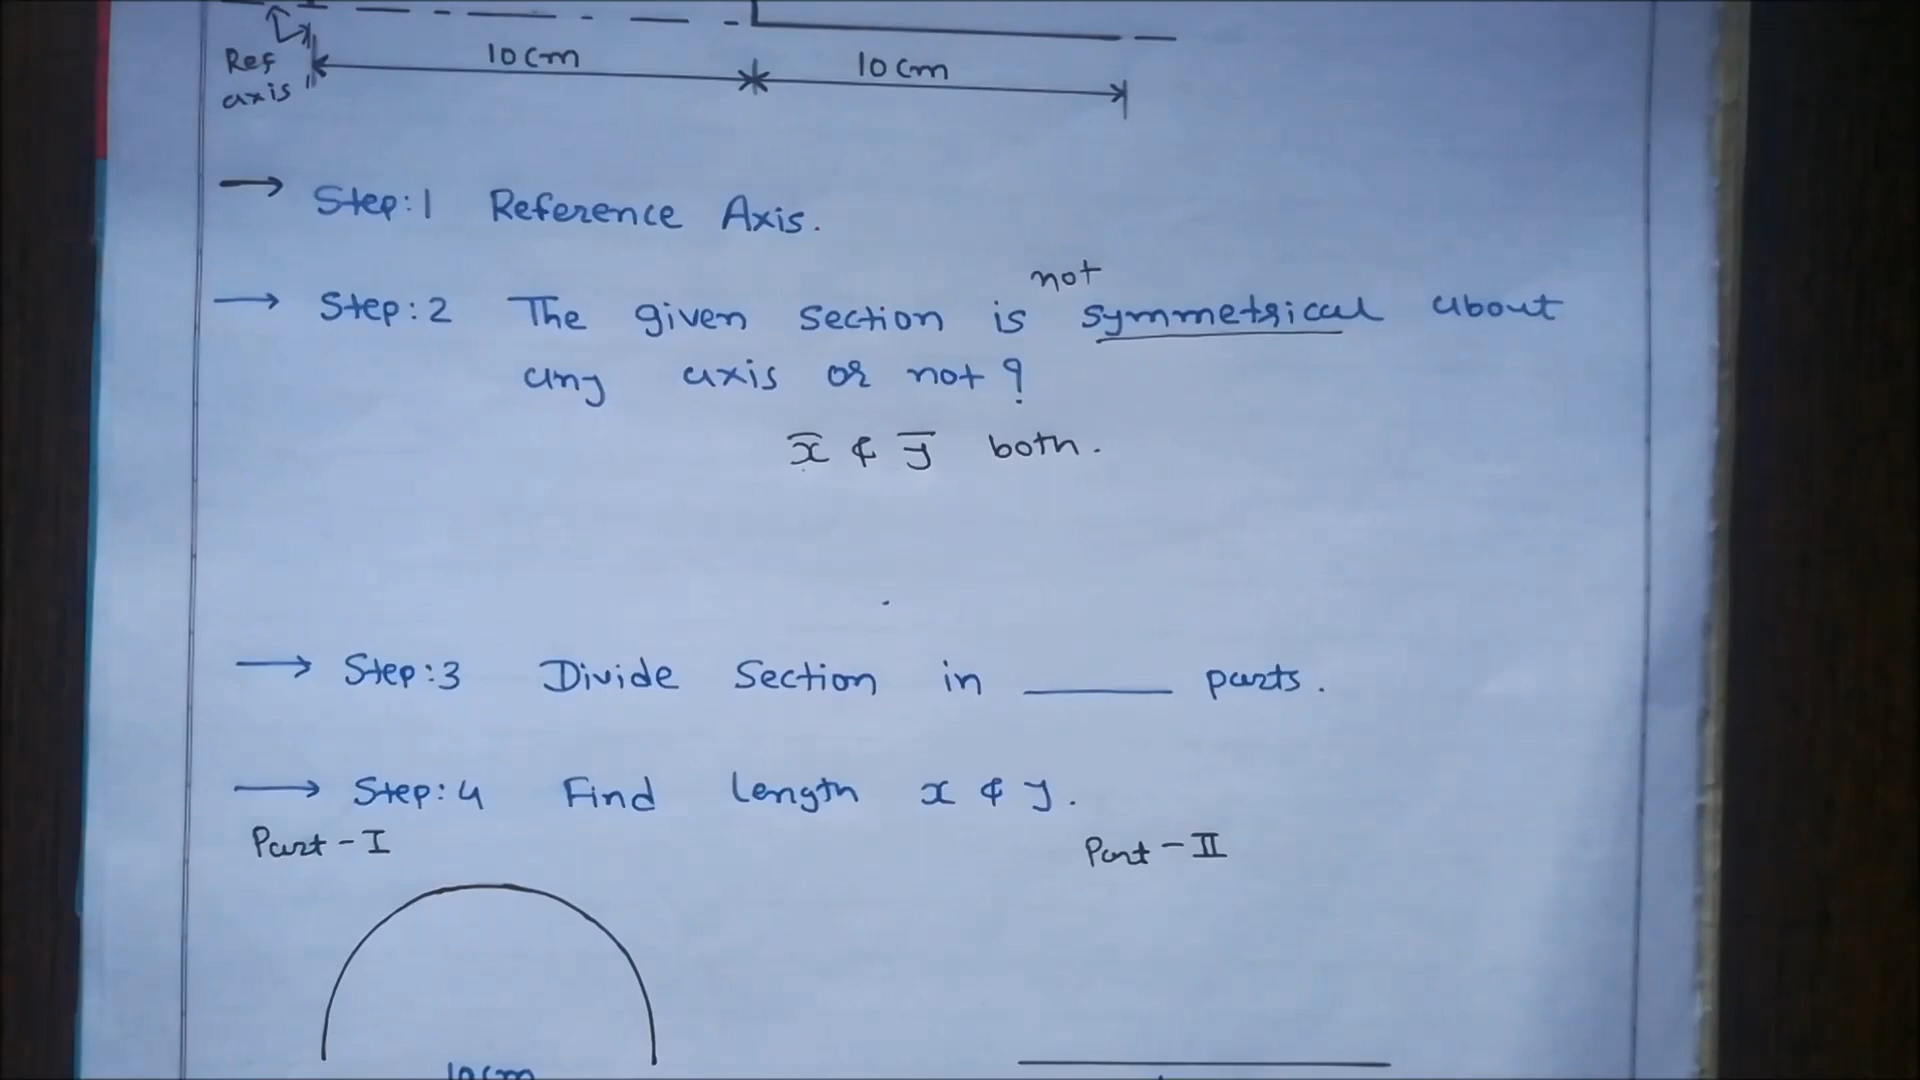 10cm 10cm
Ref
axis
→ Step:1 Reference Axis.
not
→ Step:2 The given section is symmetrical about
any axis or not?
x̅ & y̅ both.
→ Step:3 Divide Section in ______ parts.
→ Step:4 Find length x & y.
Part-I Part-II
10cm